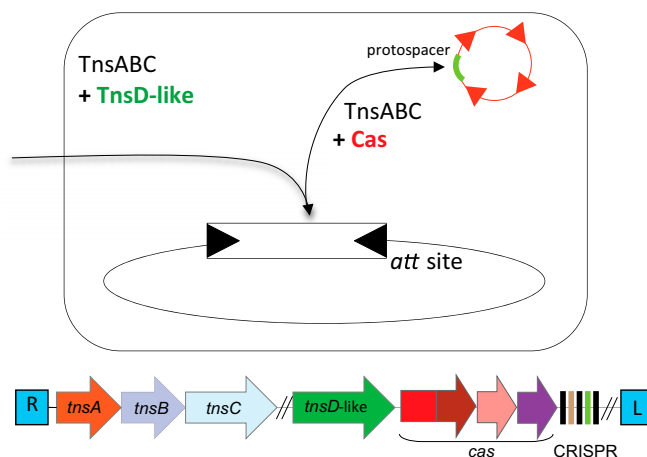 TnsABC
+ TnsD-like
protospacer
TnsABC
+ Cas
att site
R
tnsA
tnsB
tnsC
//
tnsD-like
//
L
cas
CRISPR